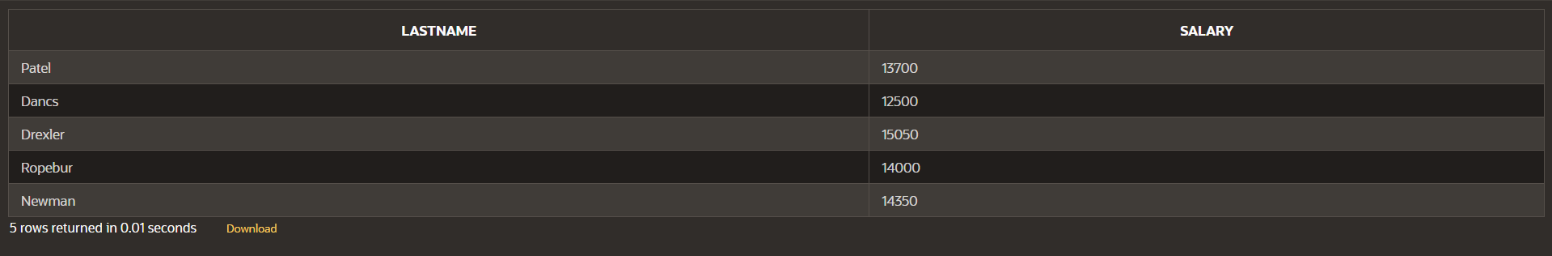 LASTNAME SALARY
Patel 13700
Dancs 12500
Drexler 15050
Ropebur 14000
Newman 14350
5 rows returned in 0.01 seconds Download